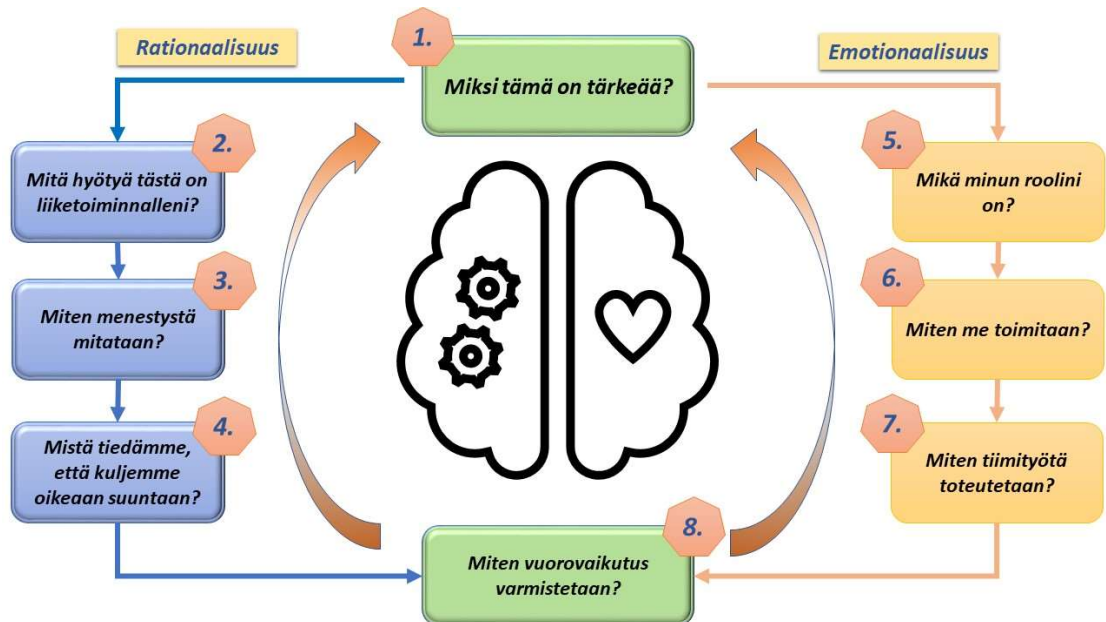 Rationaalisuus
1.
Miksi tämä on tärkeää?
Emotionaalisuus
2.
Mitä hyötyä tästä on
liiketoiminnalleni?
3.
Miten menestystä
mitataan?
4.
Mistä tiedämme,
että kuljemme
oikeaan suuntaan?
5.
Mikä minun roolini
on?
6.
Miten me toimitaan?
7.
Miten tiimityötä
toteutetaan?
8.
Miten vuorovaikutus
varmistetaan?